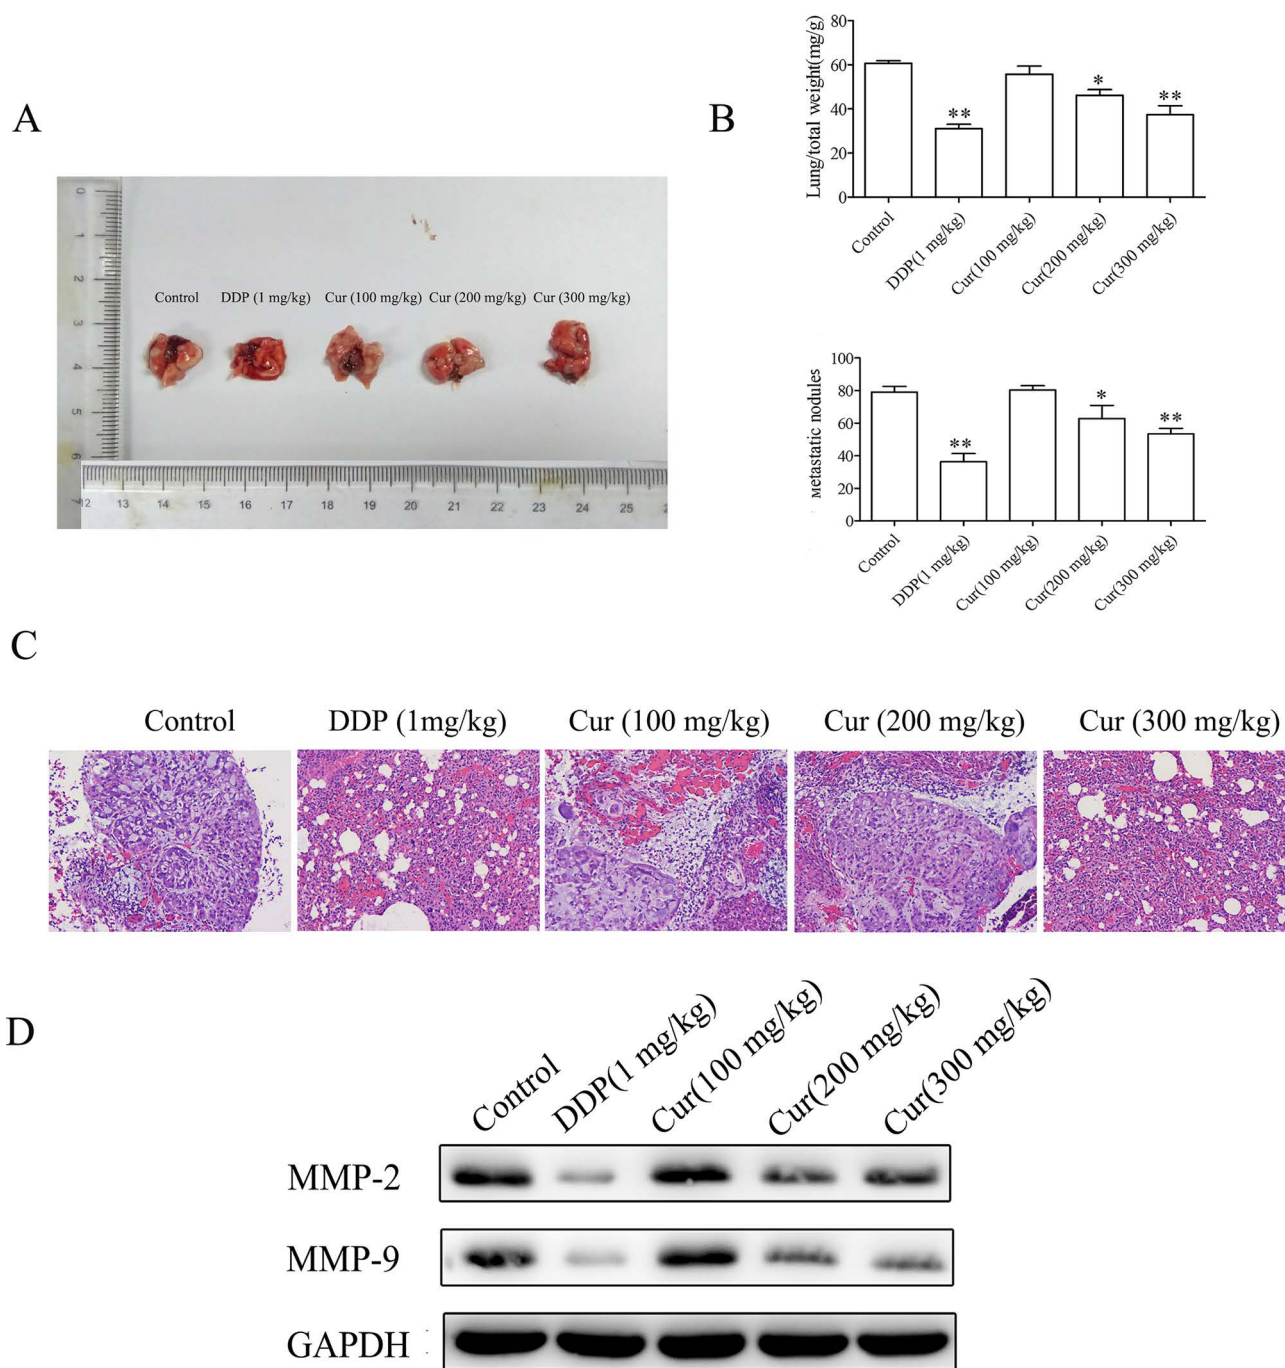 A
0
1
2
3
4
5
6
7
Control DDP (1 mg/kg) Cur (100 mg/kg) Cur (200 mg/kg) Cur (300 mg/kg)
12 13 14 15 16 17 18 19 20 21 22 23 24 25
B
Lung/total weight(mg/g)
80
60
40
20
0
** * **
Control DDP(1 mg/kg) Cur(100 mg/kg) Cur(200 mg/kg) Cur(300 mg/kg)
Metastatic nodules
100
80
60
40
20
0
** * **
Control DDP(1 mg/kg) Cur(100 mg/kg) Cur(200 mg/kg) Cur(300 mg/kg)
C
Control DDP (1mg/kg) Cur (100 mg/kg) Cur (200 mg/kg) Cur (300 mg/kg)
D
Control DDP(1 mg/kg) Cur(100 mg/kg) Cur(200 mg/kg) Cur(300 mg/kg)
MMP-2
MMP-9
GAPDH